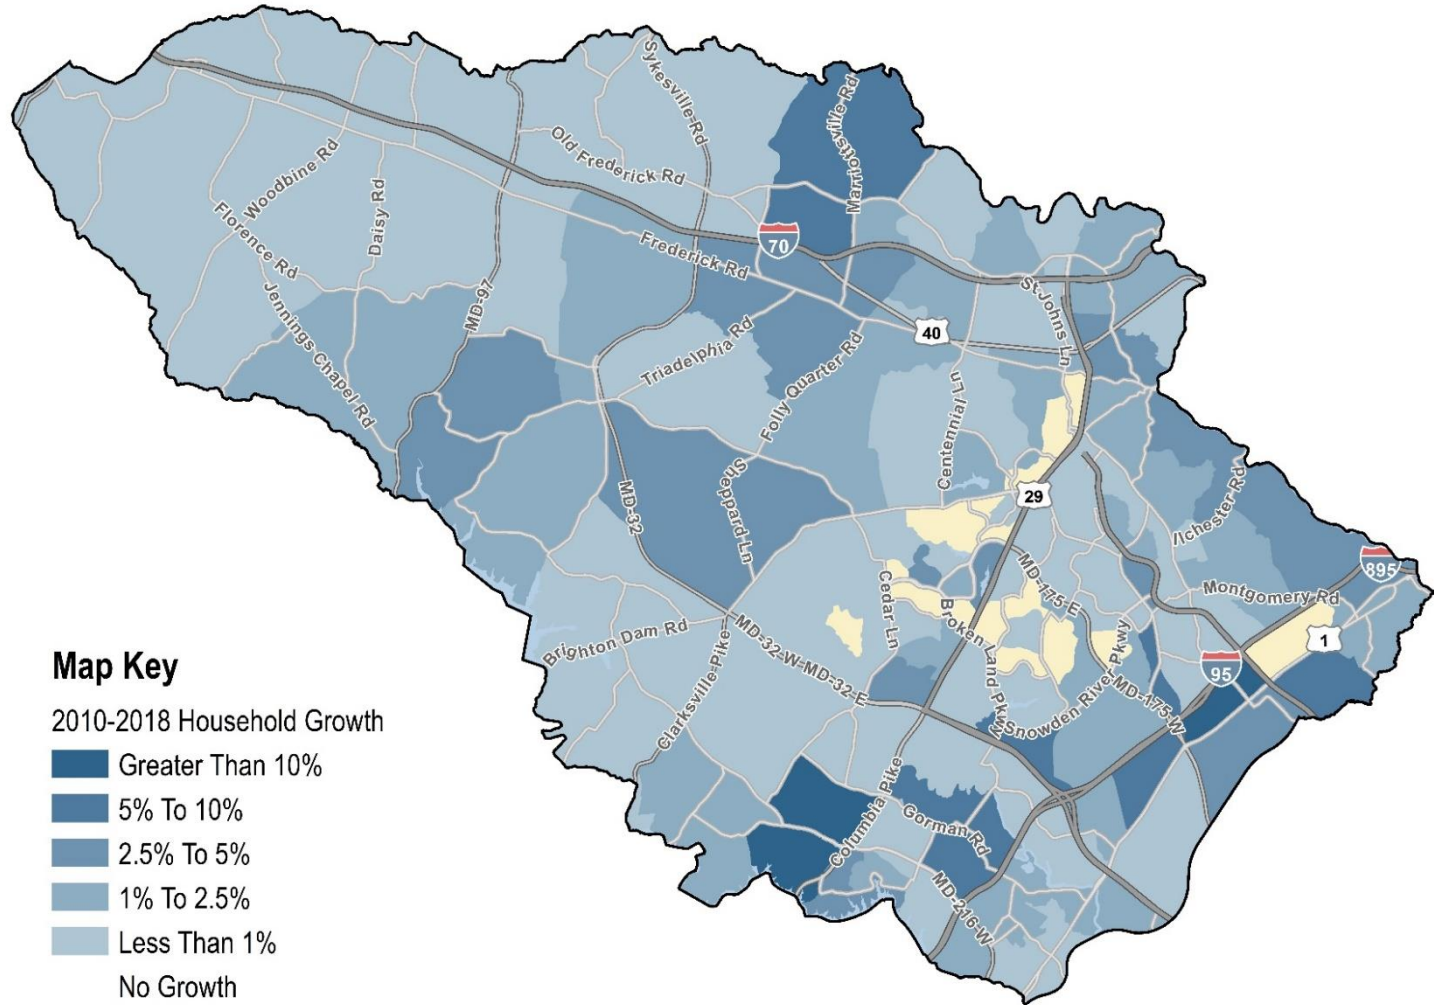 Sykesville Rd
Marriottsville Rd
Old Frederick Rd
Woodbine Rd
Florence Rd
Daisy Rd
Frederick Rd
70
Jennings Chapel Rd
MD-97
St Johns Ln
40
Triadelphia Rd
Folly Quarter Rd
Centennial Ln
Sheppard Ln
MD-32
29
Ilchester Rd
895
MD-175 E
Montgomery Rd
Cedar Ln
Broken Land Pkwy
1
Brighton Dam Rd
MD-32 W-MD-32 E
95
Snowden River Pkwy
MD-175 W
Clarksville Pike
Columbia Pike
Gorman Rd
MD-216 W
Map Key
2010-2018 Household Growth
Greater Than 10%
5% To 10%
2.5% To 5%
1% To 2.5%
Less Than 1%
No Growth